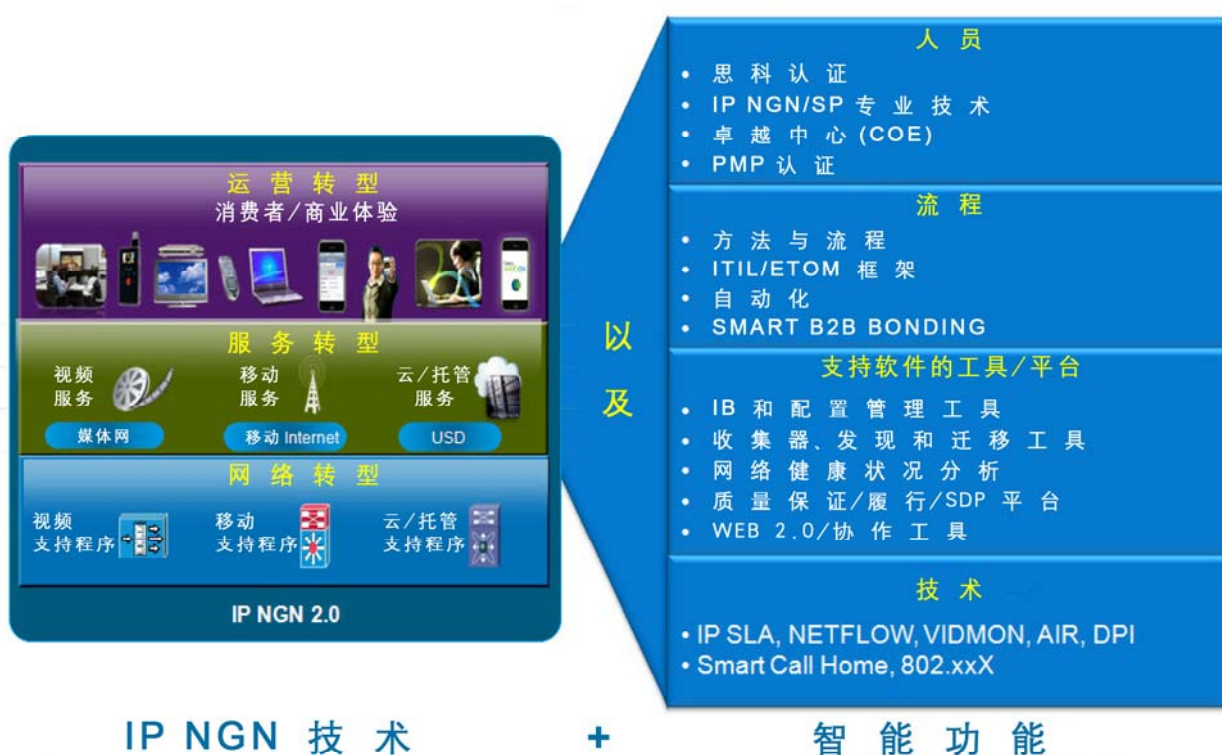 运营转型
消费者/商业体验
服务转型
视频
服务
移动
服务
云/托管
服务
媒体网
移动 Internet
USD
网络转型
视频
支持程序
移动
支持程序
云/托管
支持程序
IP NGN 2.0
以
及
人员
• 思科认证
• IP NGN/SP 专业技术
• 卓越中心 (COE)
• PMP 认证
流程
• 方法与流程
• ITIL/ETOM 框架
• 自动化
• SMART B2B BONDING
支持软件的工具/平台
• IB 和配置管理工具
• 收集器、发现和迁移工具
• 网络健康状况分析
• 质量保证/履行/SDP 平台
• WEB 2.0/协作工具
技术
• IP SLA, NETFLOW, VIDMON, AIR, DPI
• Smart Call Home, 802.xxX
IP NGN 技术 + 智能功能